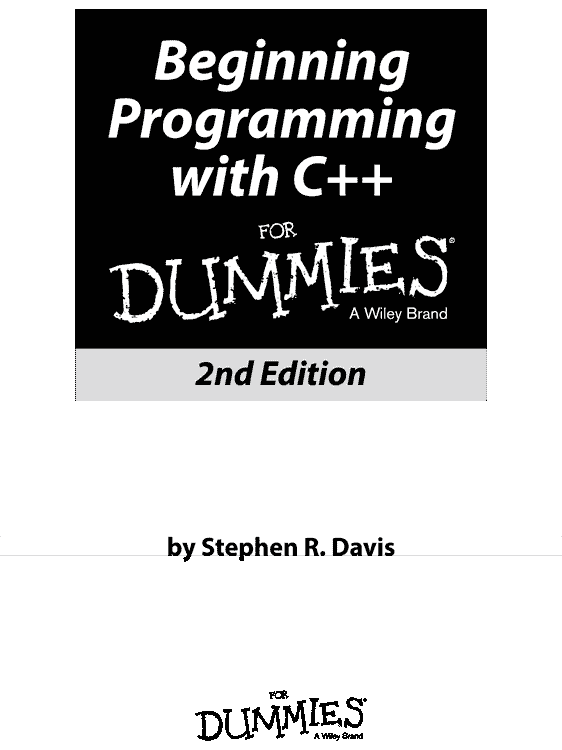 Beginning
Programming
with C++
FOR
DUMMIES®
A Wiley Brand
2nd Edition
by Stephen R. Davis
FOR
DUMMIES®
A Wiley Brand